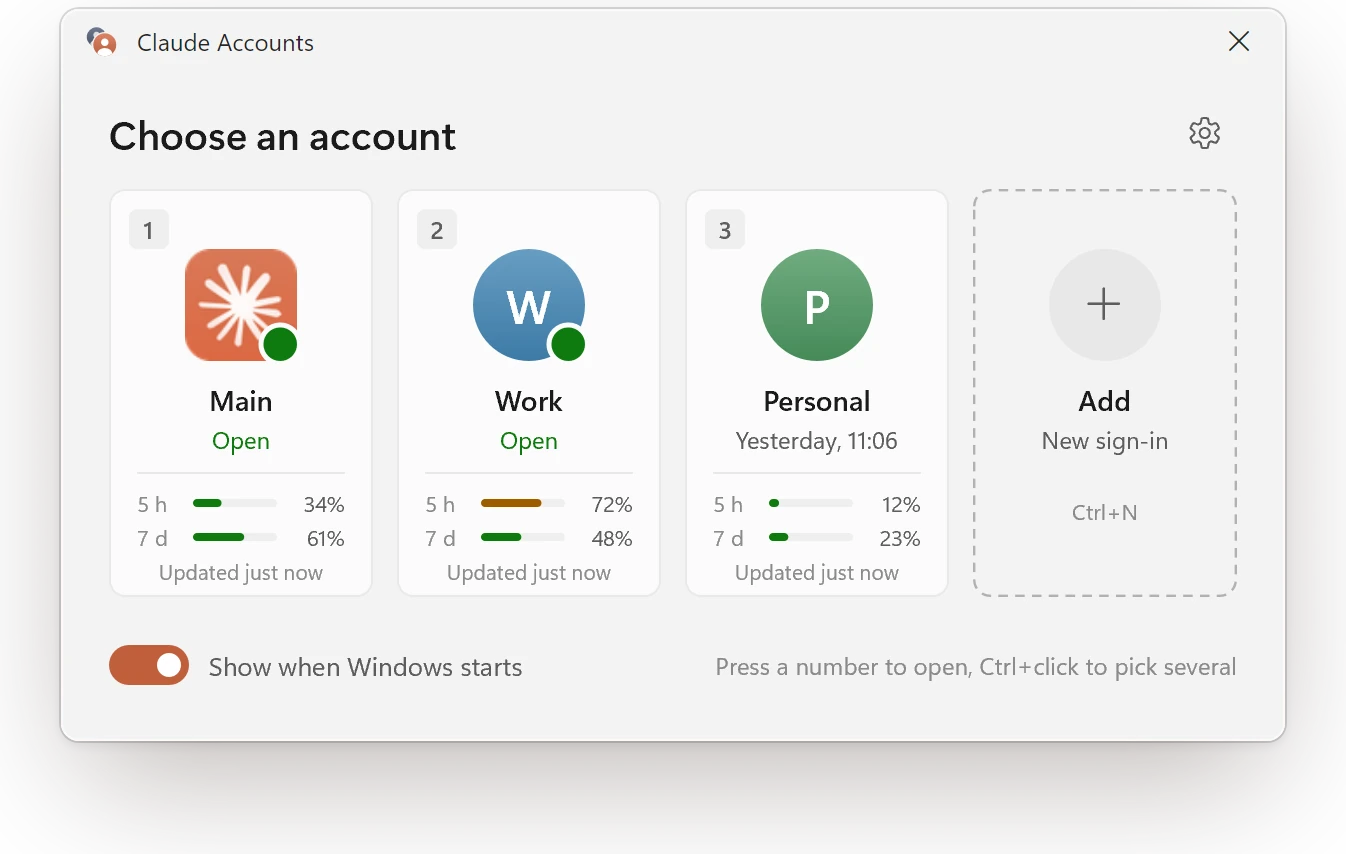 Claude Accounts
Choose an account
1
Main
Open
5 h 34%
7 d 61%
Updated just now
2
W
Work
Open
5 h 72%
7 d 48%
Updated just now
3
P
Personal
Yesterday, 11:06
5 h 12%
7 d 23%
Updated just now
Add
New sign-in
Ctrl+N
Show when Windows starts
Press a number to open, Ctrl+click to pick several